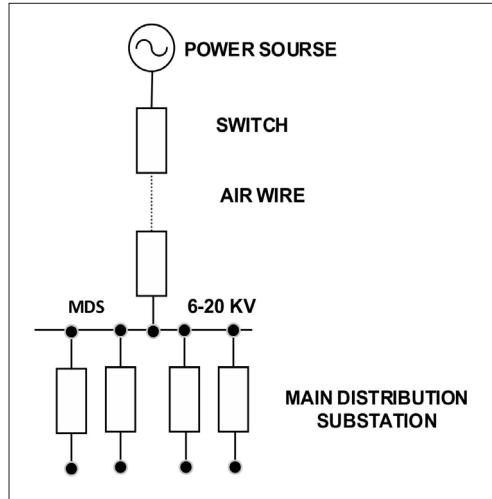 POWER SOURSE
SWITCH
AIR WIRE
MDS 6-20 KV
MAIN DISTRIBUTION
SUBSTATION